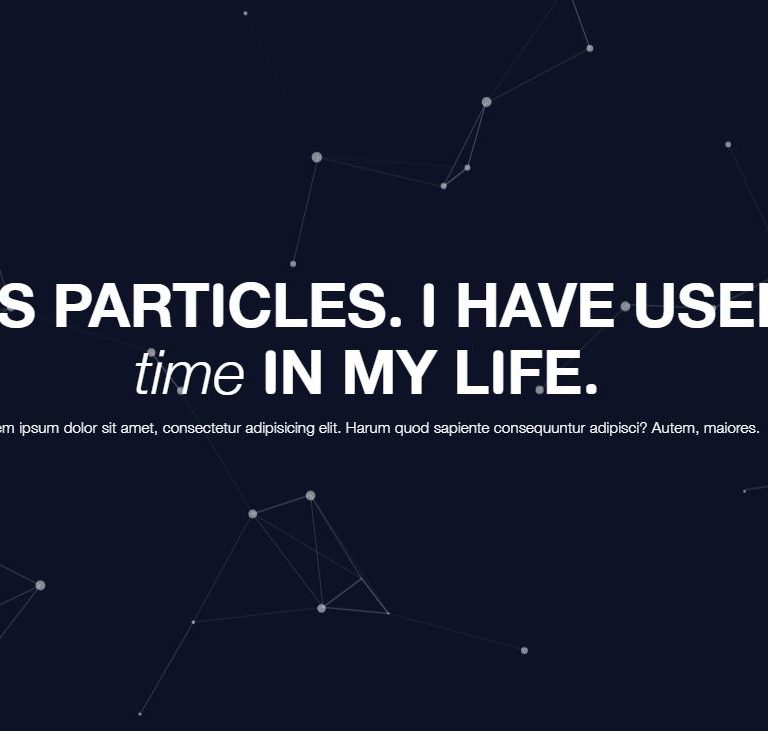 S PARTICLES. I HAVE USE
time IN MY LIFE.
em ipsum dolor sit amet, consectetur adipisicing elit. Harum quod sapiente consequuntur adipisci? Autem, maiores.